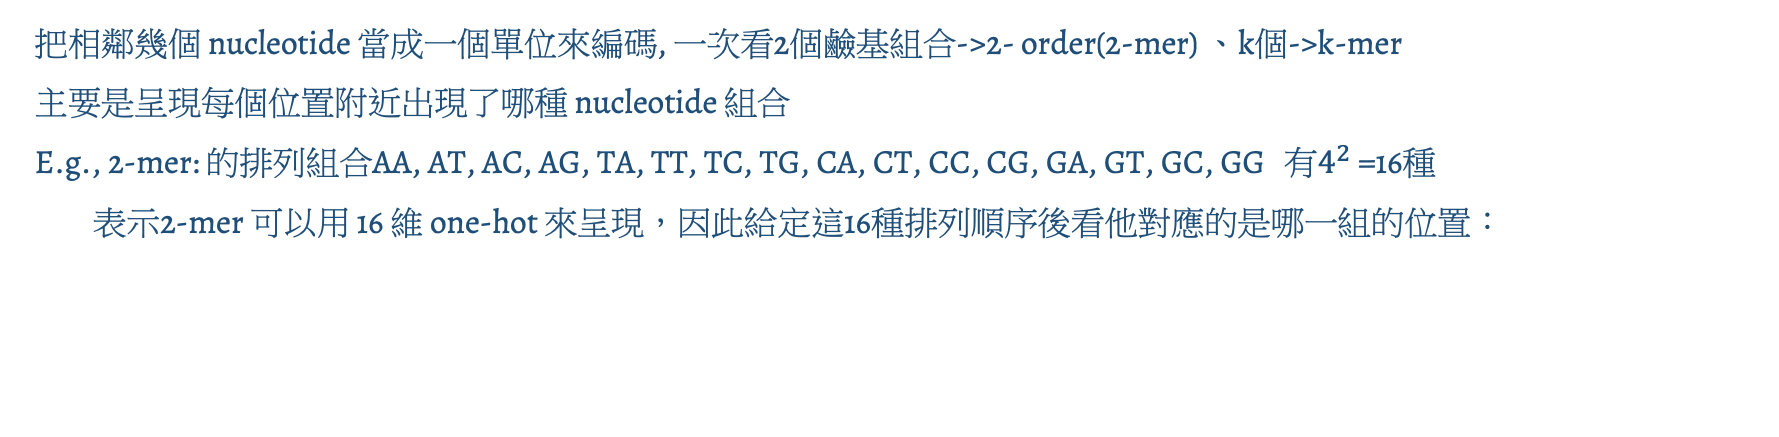 把相鄰幾個 nucleotide 當成一個單位來編碼, 一次看2個鹼基組合->2- order(2-mer) 、k個->k-mer
主要是呈現每個位置附近出現了哪種 nucleotide 組合
E.g., 2-mer: 的排列組合AA, AT, AC, AG, TA, TT, TC, TG, CA, CT, CC, CG, GA, GT, GC, GG 有4² =16種
表示2-mer 可以用 16 維 one-hot 來呈現，因此給定這16種排列順序後看他對應的是哪一組的位置：